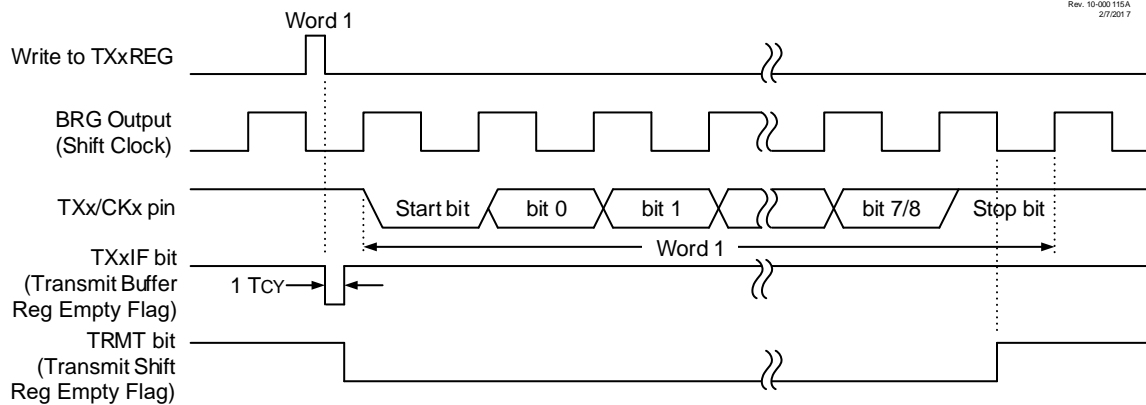 Rev. 10-000 115A
2/7/201 7
Word 1
Write to TXxREG
BRG Output
(Shift Clock)
TXx/CKx pin
Start bit
bit 0
bit 1
bit 7/8
Stop bit
Word 1
TXxIF bit
(Transmit Buffer
Reg Empty Flag)
1 TCY
TRMT bit
(Transmit Shift
Reg Empty Flag)